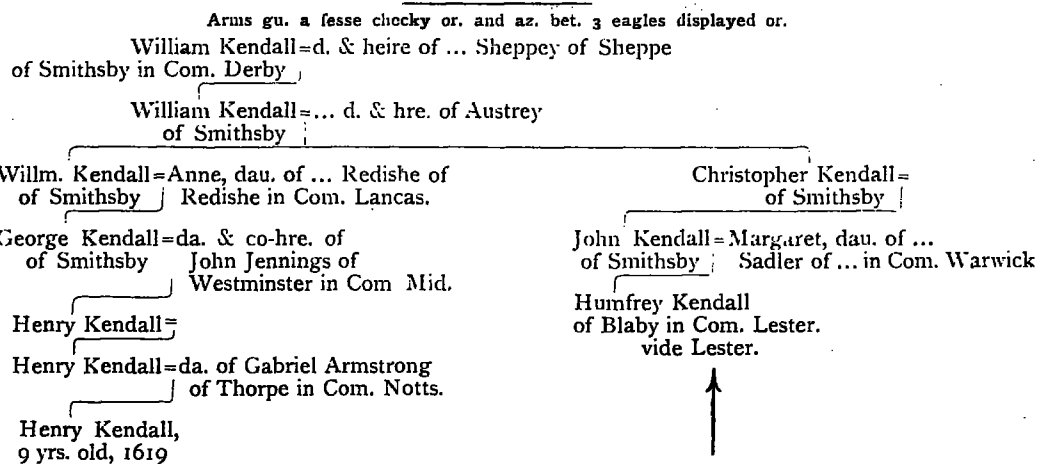 Arms gu. a fesse checky or. and az. bet. 3 eagles displayed or.
William Kendall=d. & heire of ... Sheppey of Sheppe
of Smithsby in Com. Derby
William Kendall=... d. & hre. of Austrey
of Smithsby
Willm. Kendall=Anne, dau. of ... Redishe of
of Smithsby Redishe in Com. Lancas.
Christopher Kendall=
of Smithsby
George Kendall=da. & co-hre. of
of Smithsby John Jennings of
Westminster in Com Mid.
John Kendall=Margaret, dau. of ...
of Smithsby Sadler of ... in Com. Warwick
Henry Kendall=
Humfrey Kendall
of Blaby in Com. Lester.
vide Lester.
Henry Kendall=da. of Gabriel Armstrong
of Thorpe in Com. Notts.
Henry Kendall,
9 yrs. old, 1619